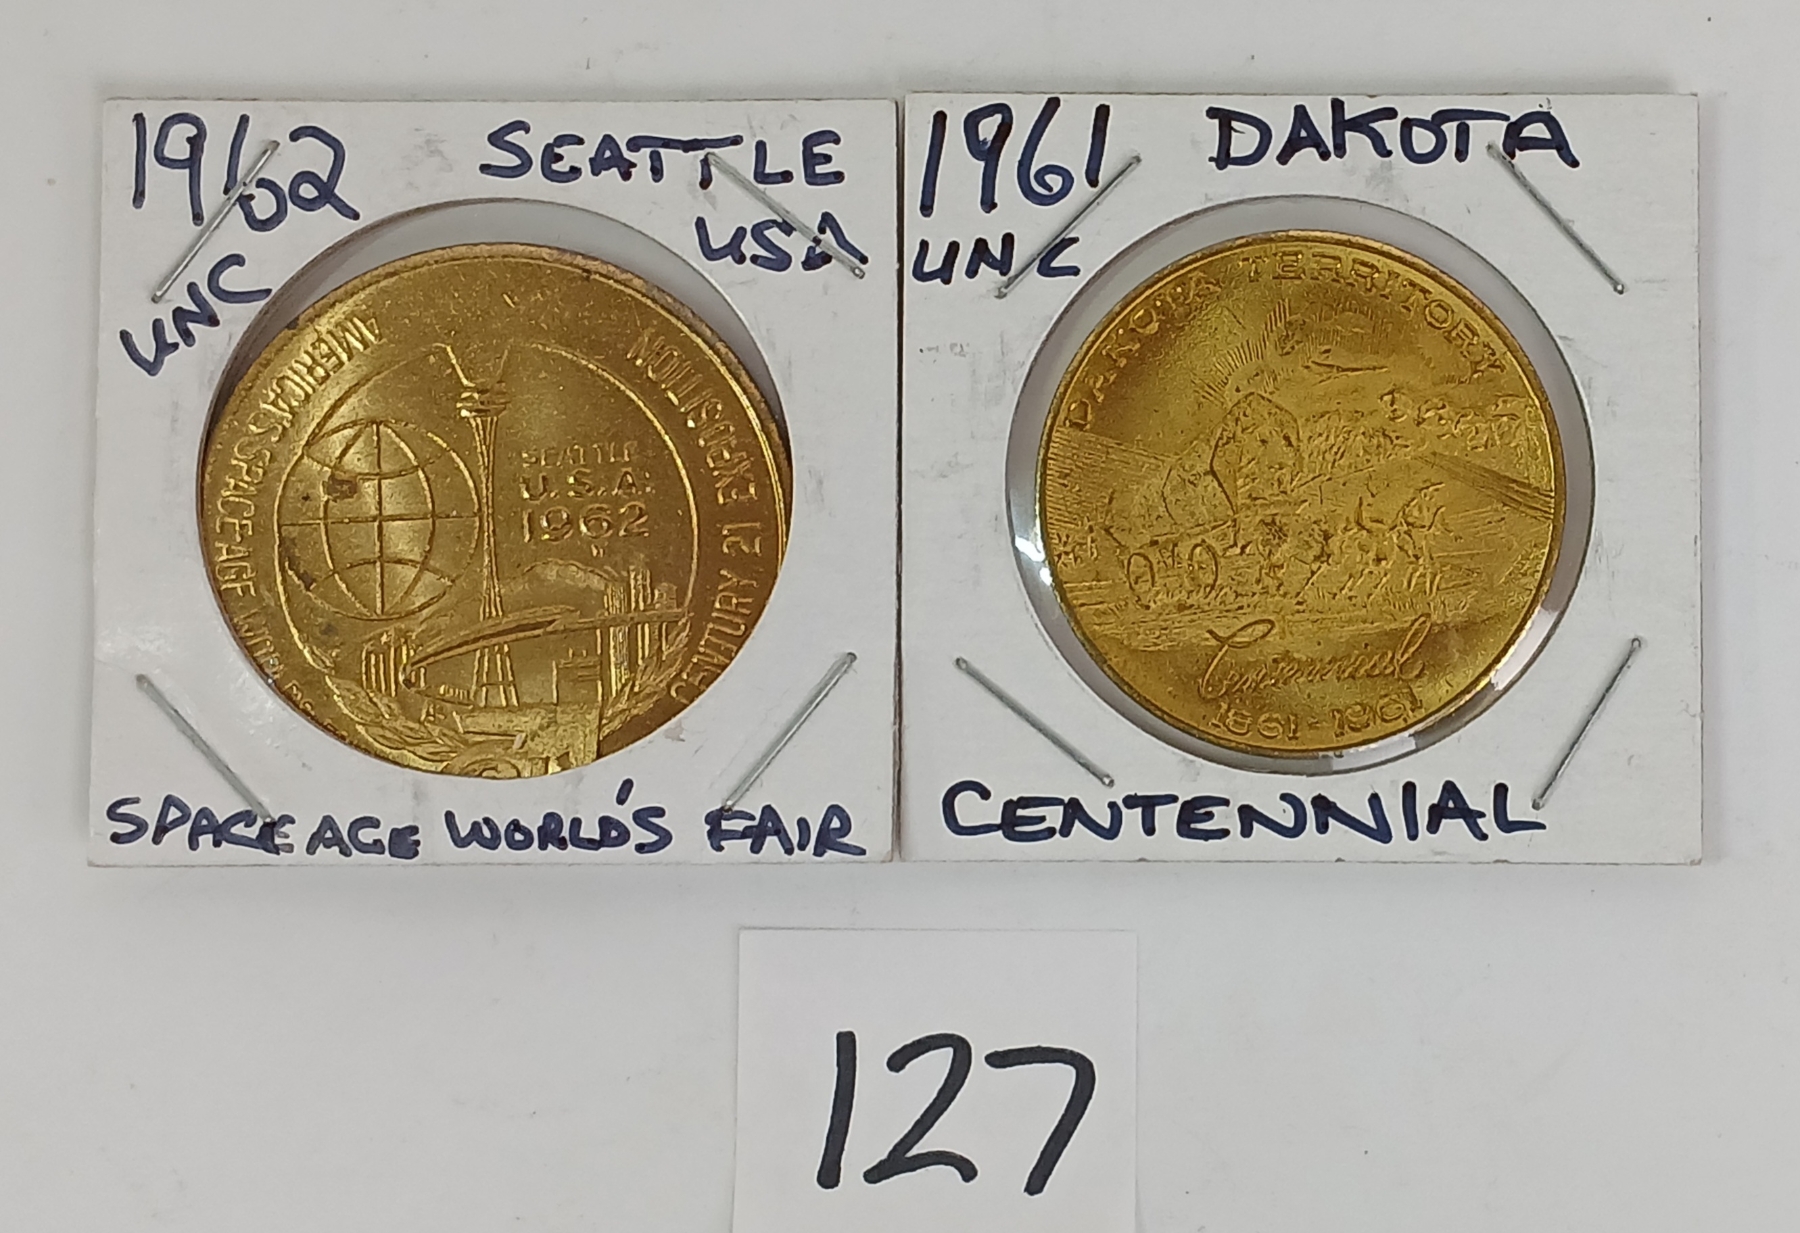 1962 SEATTLE
USA
UNC
AMERICA'S SPACE AGE WORLD'S
CENTURY 21 EXPOSITION
SEATTLE
U.S.A.
1962
SPACE AGE WORLD'S FAIR
1961 DAKOTA
UNC
DAKOTA TERRITORY
Centennial
1861-1961
CENTENNIAL
127